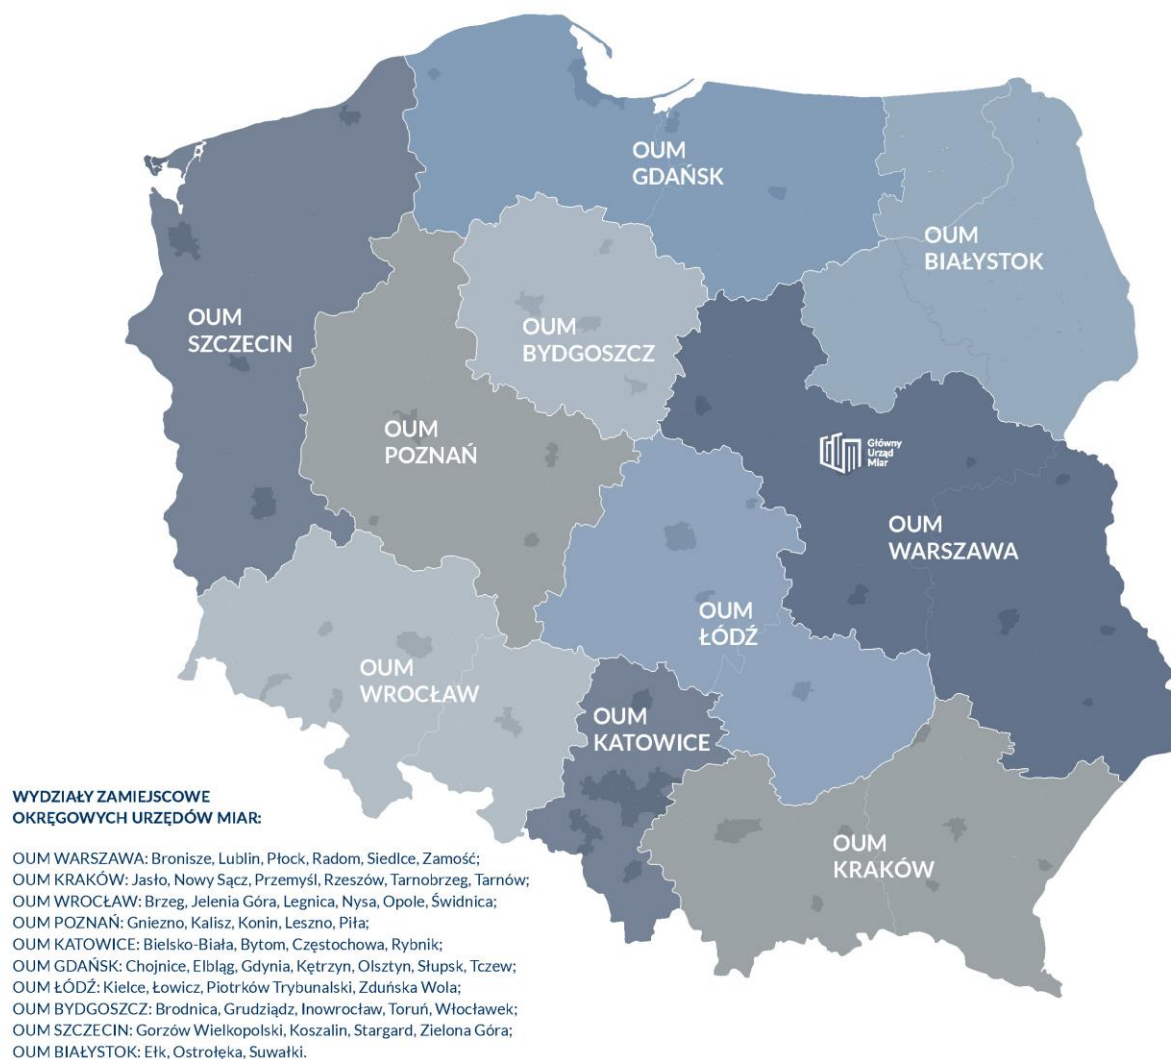 OUM
GDAŃSK
OUM
BIAŁYSTOK
OUM
SZCZECIN
OUM
BYDGOSZCZ
OUM
POZNAŃ
GUM
Główny
Urząd
Miar
OUM
WARSZAWA
OUM
ŁÓDŹ
OUM
WROCŁAW
OUM
KATOWICE
OUM
KRAKÓW
WYDZIAŁY ZAMIEJSCOWE
OKRĘGOWYCH URZĘDÓW MIAR:
OUM WARSZAWA: Bronisze, Lublin, Płock, Radom, Siedlce, Zamość;
OUM KRAKÓW: Jasło, Nowy Sącz, Przemyśl, Rzeszów, Tarnobrzeg, Tarnów;
OUM WROCŁAW: Brzeg, Jelenia Góra, Legnica, Nysa, Opole, Świdnica;
OUM POZNAŃ: Gniezno, Kalisz, Konin, Leszno, Piła;
OUM KATOWICE: Bielsko-Biała, Bytom, Częstochowa, Rybnik;
OUM GDAŃSK: Chojnice, Elbląg, Gdynia, Kętrzyn, Olsztyn, Słupsk, Tczew;
OUM ŁÓDŹ: Kielce, Łowicz, Piotrków Trybunalski, Zduńska Wola;
OUM BYDGOSZCZ: Brodnica, Grudziądz, Inowrocław, Toruń, Włocławek;
OUM SZCZECIN: Gorzów Wielkopolski, Koszalin, Stargard, Zielona Góra;
OUM BIAŁYSTOK: Ełk, Ostrołęka, Suwałki.